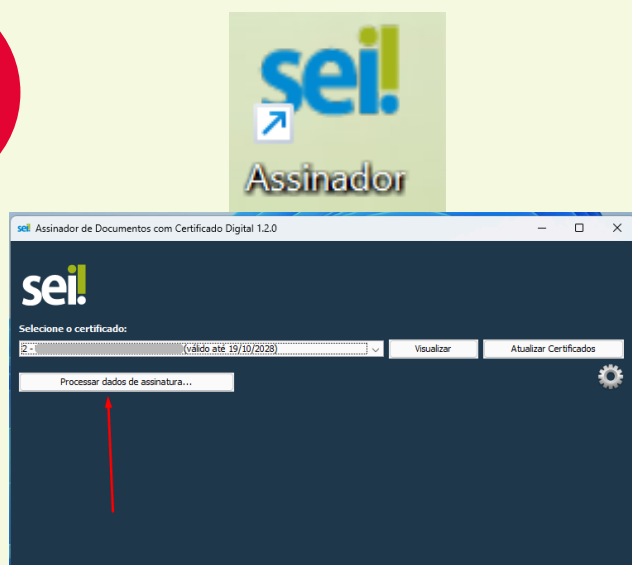 sei!
Assinador
sei! Assinador de Documentos com Certificado Digital 1.2.0
sei!
Selecione o certificado:
2 - (válido até 19/10/2028)
Visualizar
Atualizar Certificados
Processar dados de assinatura...